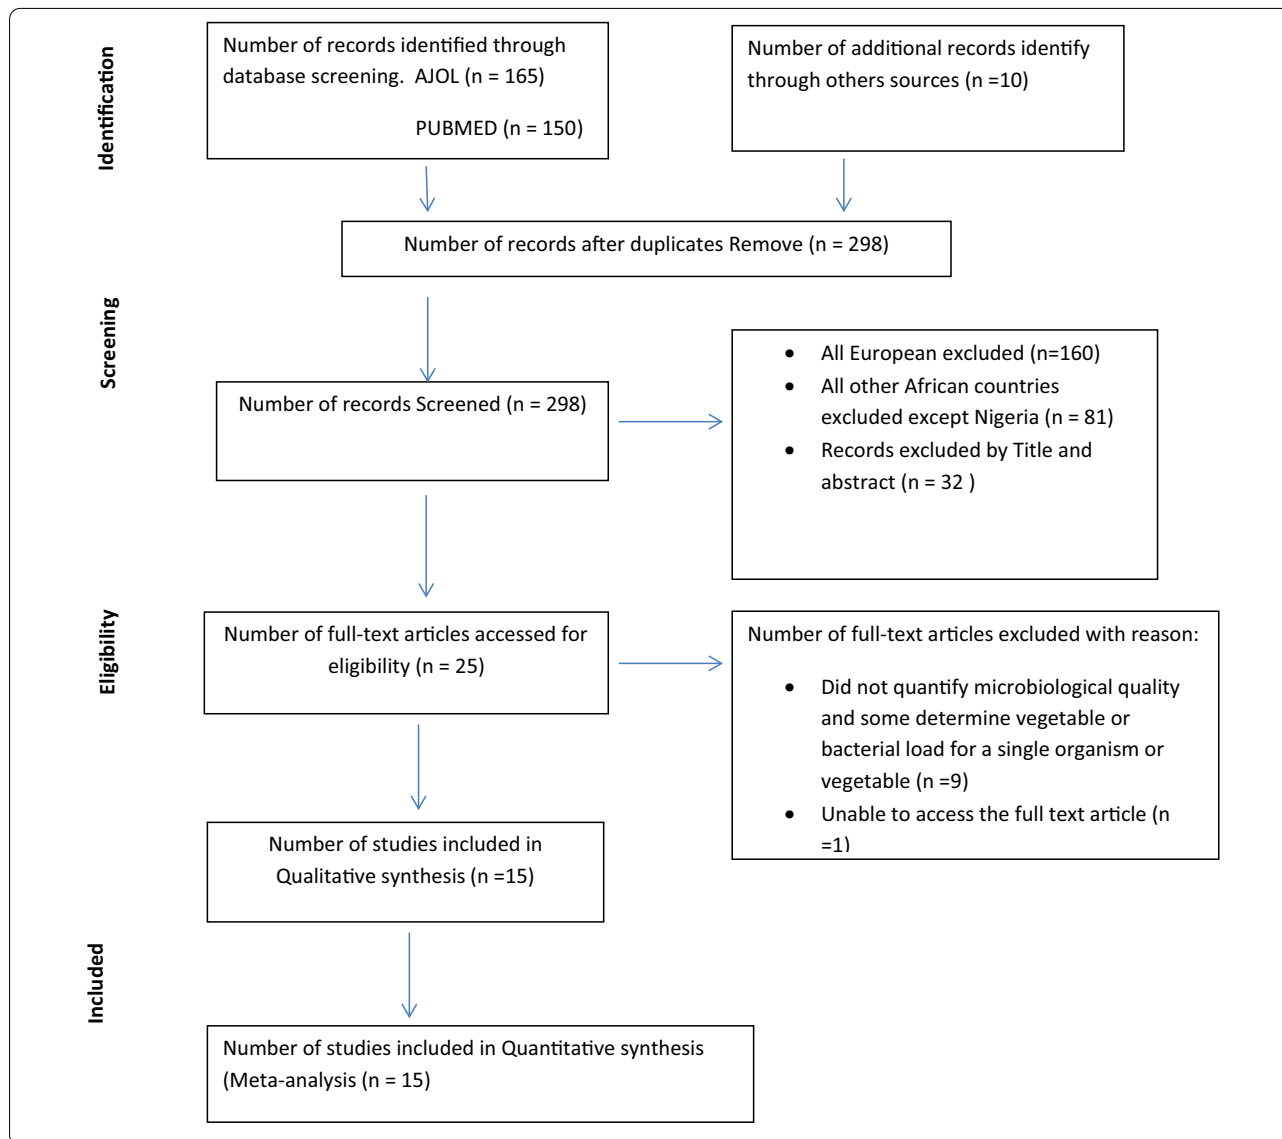 Identification
Number of records identified through
database screening. AJOL (n = 165)
PUBMED (n = 150)
Number of additional records identify
through others sources (n =10)
Number of records after duplicates Remove (n = 298)
Screening
Number of records Screened (n = 298)
• All European excluded (n=160)
• All other African countries
excluded except Nigeria (n = 81)
• Records excluded by Title and
abstract (n = 32 )
Eligibility
Number of full-text articles accessed for
eligibility (n = 25)
Number of full-text articles excluded with reason:
• Did not quantify microbiological quality
and some determine vegetable or
bacterial load for a single organism or
vegetable (n =9)
• Unable to access the full text article (n
=1)
Number of studies included in
Qualitative synthesis (n =15)
Included
Number of studies included in Quantitative synthesis
(Meta-analysis (n = 15)